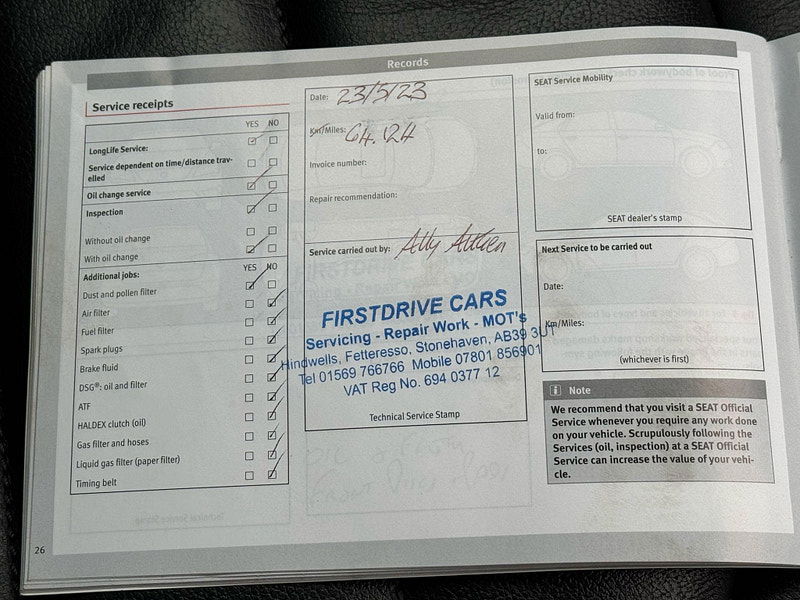 Records
Service receipts
YES NO
LongLife Service:
Service dependent on time/distance trav-
elled
Oil change service
Inspection
Without oil change
With oil change
Additional jobs: YES NO
Dust and pollen filter
Air filter
Fuel filter
Spark plugs
Brake fluid
DSG®: oil and filter
ATF
HALDEX clutch (oil)
Gas filter and hoses
Liquid gas filter (paper filter)
Timing belt
26
Date: 23/5/23
Km/Miles: 64.124
Invoice number:
Repair recommendation:
Service carried out by: Ally
FIRSTDRIVE CARS
Servicing - Repair Work - MOT's
Hindwells, Fetteresso, Stonehaven, AB39 3UT
Tel 01569 766766 Mobile 07801 856901
VAT Reg No. 694 0377 12
Technical Service Stamp
SEAT Service Mobility
Valid from:
to:
SEAT dealer's stamp
Next Service to be carried out
Date:
Km/Miles:
(whichever is first)
i Note
We recommend that you visit a SEAT Official
Service whenever you require any work done
on your vehicle. Scrupulously following the
Services (oil, inspection) at a SEAT Official
Service can increase the value of your vehi-
cle.